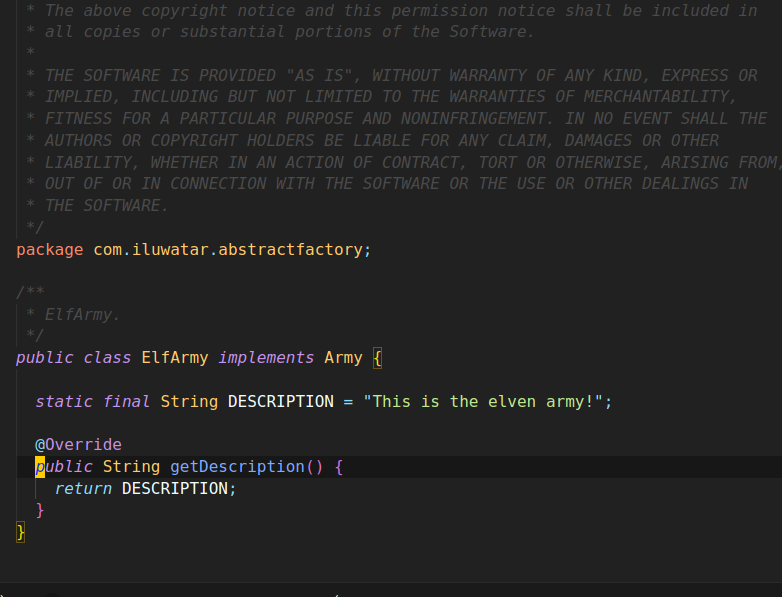 * The above copyright notice and this permission notice shall be included in
* all copies or substantial portions of the Software.
*
* THE SOFTWARE IS PROVIDED "AS IS", WITHOUT WARRANTY OF ANY KIND, EXPRESS OR
* IMPLIED, INCLUDING BUT NOT LIMITED TO THE WARRANTIES OF MERCHANTABILITY,
* FITNESS FOR A PARTICULAR PURPOSE AND NONINFRINGEMENT. IN NO EVENT SHALL THE
* AUTHORS OR COPYRIGHT HOLDERS BE LIABLE FOR ANY CLAIM, DAMAGES OR OTHER
* LIABILITY, WHETHER IN AN ACTION OF CONTRACT, TORT OR OTHERWISE, ARISING FROM,
* OUT OF OR IN CONNECTION WITH THE SOFTWARE OR THE USE OR OTHER DEALINGS IN
* THE SOFTWARE.
*/
package com.iluwatar.abstractfactory;
/**
* ElfArmy.
*/
public class ElfArmy implements Army {
static final String DESCRIPTION = "This is the elven army!";
@Override
public String getDescription() {
return DESCRIPTION;
}
}